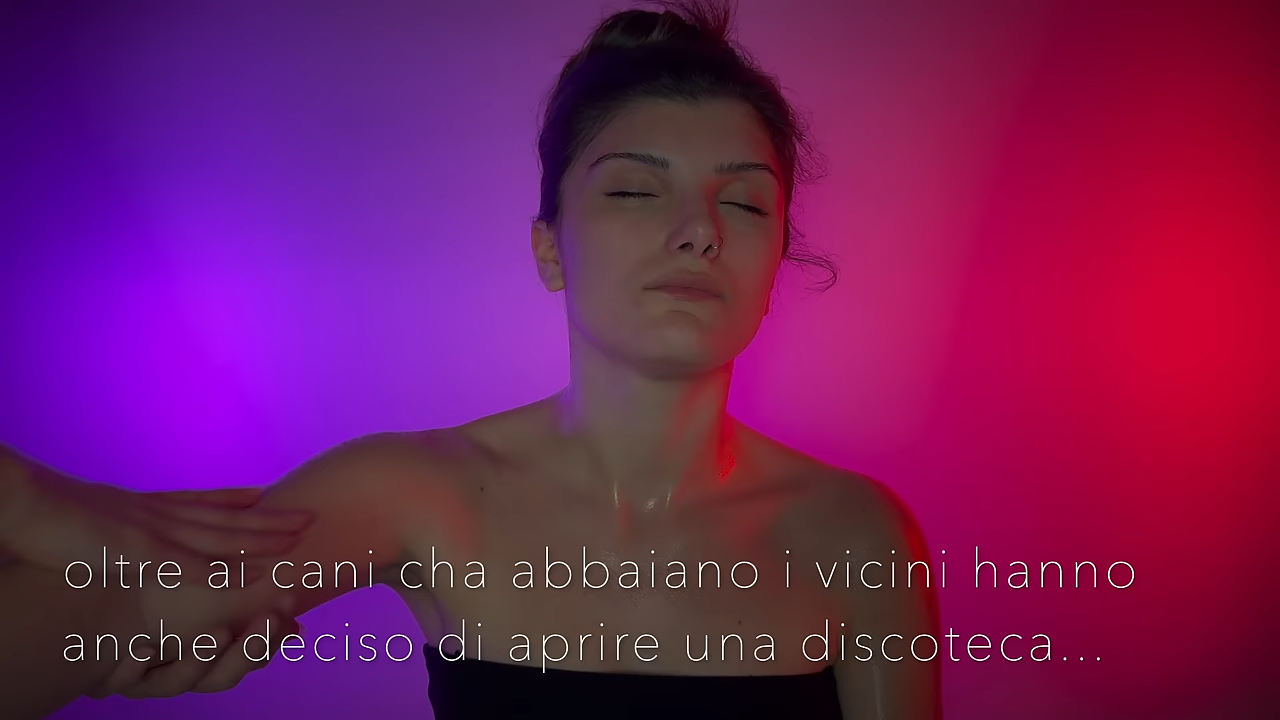 oltre ai cani cha abbaiano i vicini hanno
anche deciso di aprire una discoteca...